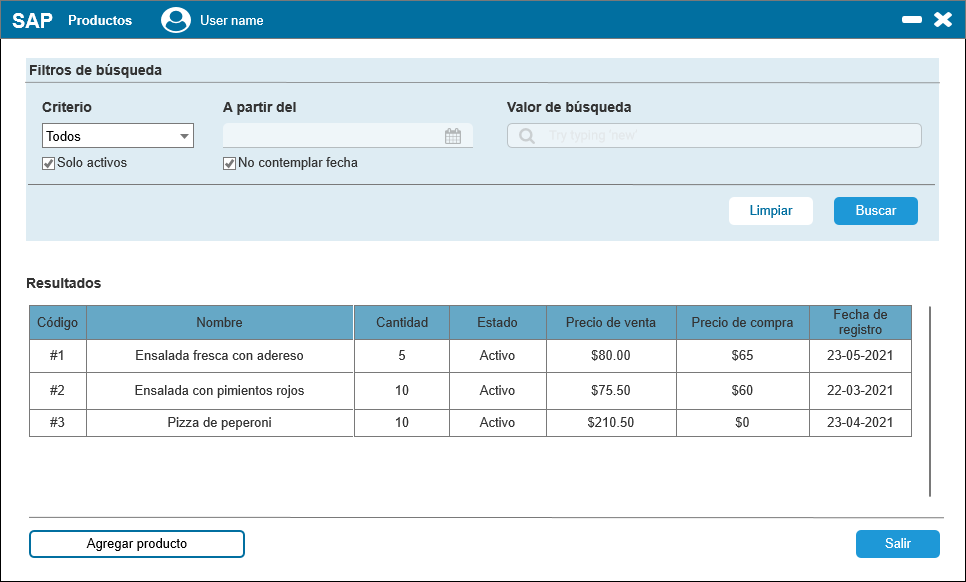 SAP Productos User name
Filtros de búsqueda
Criterio A partir del Valor de búsqueda
Todos Try typing 'new'
Solo activos No contemplar fecha
Limpiar Buscar
Resultados
Código Nombre Cantidad Estado Precio de venta Precio de compra Fecha de registro
#1 Ensalada fresca con adereso 5 Activo $80.00 $65 23-05-2021
#2 Ensalada con pimientos rojos 10 Activo $75.50 $60 22-03-2021
#3 Pizza de peperoni 10 Activo $210.50 $0 23-04-2021
Agregar producto Salir